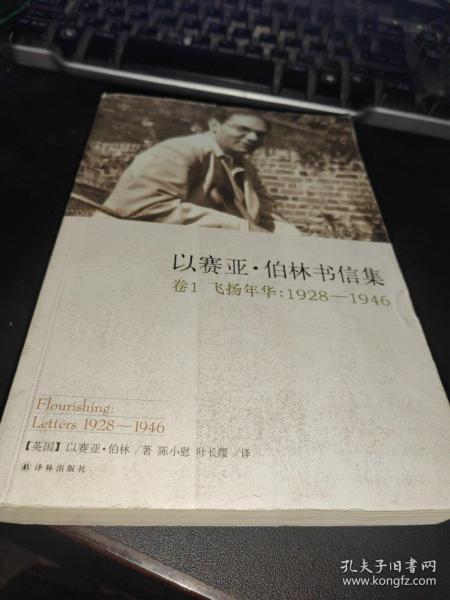 以赛亚·伯林书信集
卷1 飞扬年华：1928—1946
Flourishing:
Letters 1928—1946
【英国】以赛亚·伯林 /著 陈小慰 叶长缨 /译
译林出版社
孔夫子旧书网
www.kongfz.com